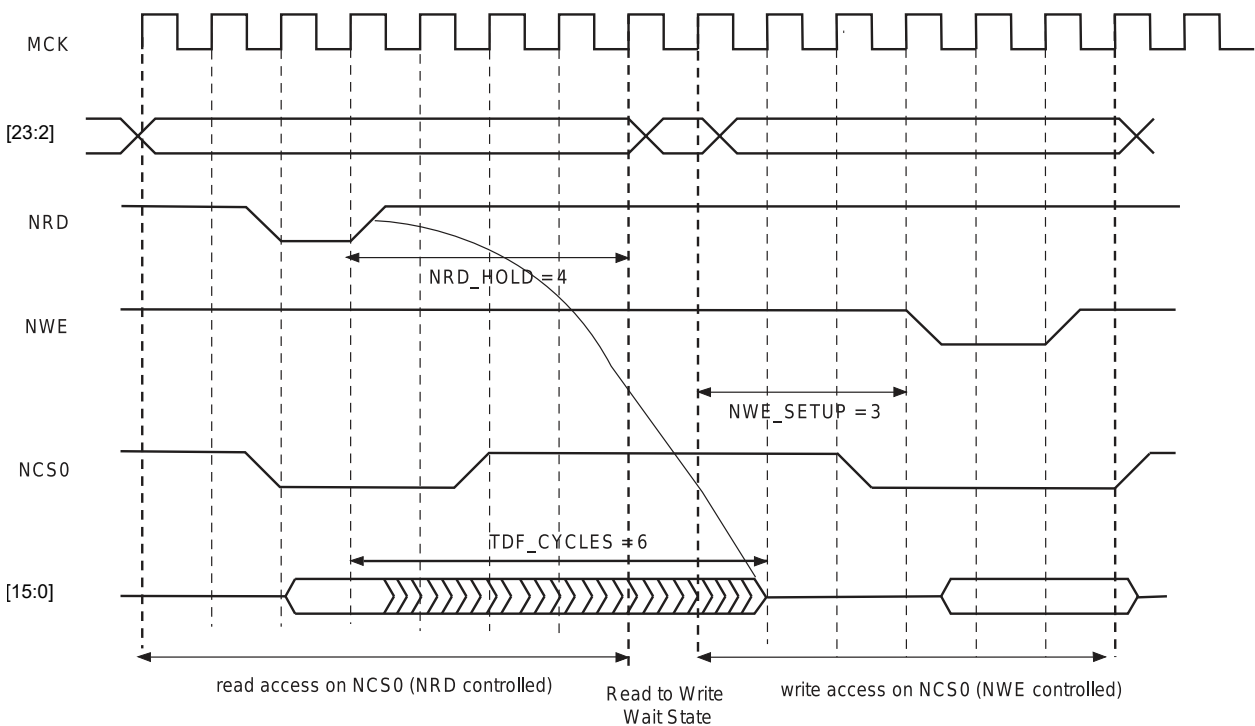 MCK
[23:2]
NRD
NRD_HOLD = 4
NWE
NWE_SETUP = 3
NCS0
TDF_CYCLES = 6
[15:0]
read access on NCS0 (NRD controlled)
Read to Write
Wait State
write access on NCS0 (NWE controlled)